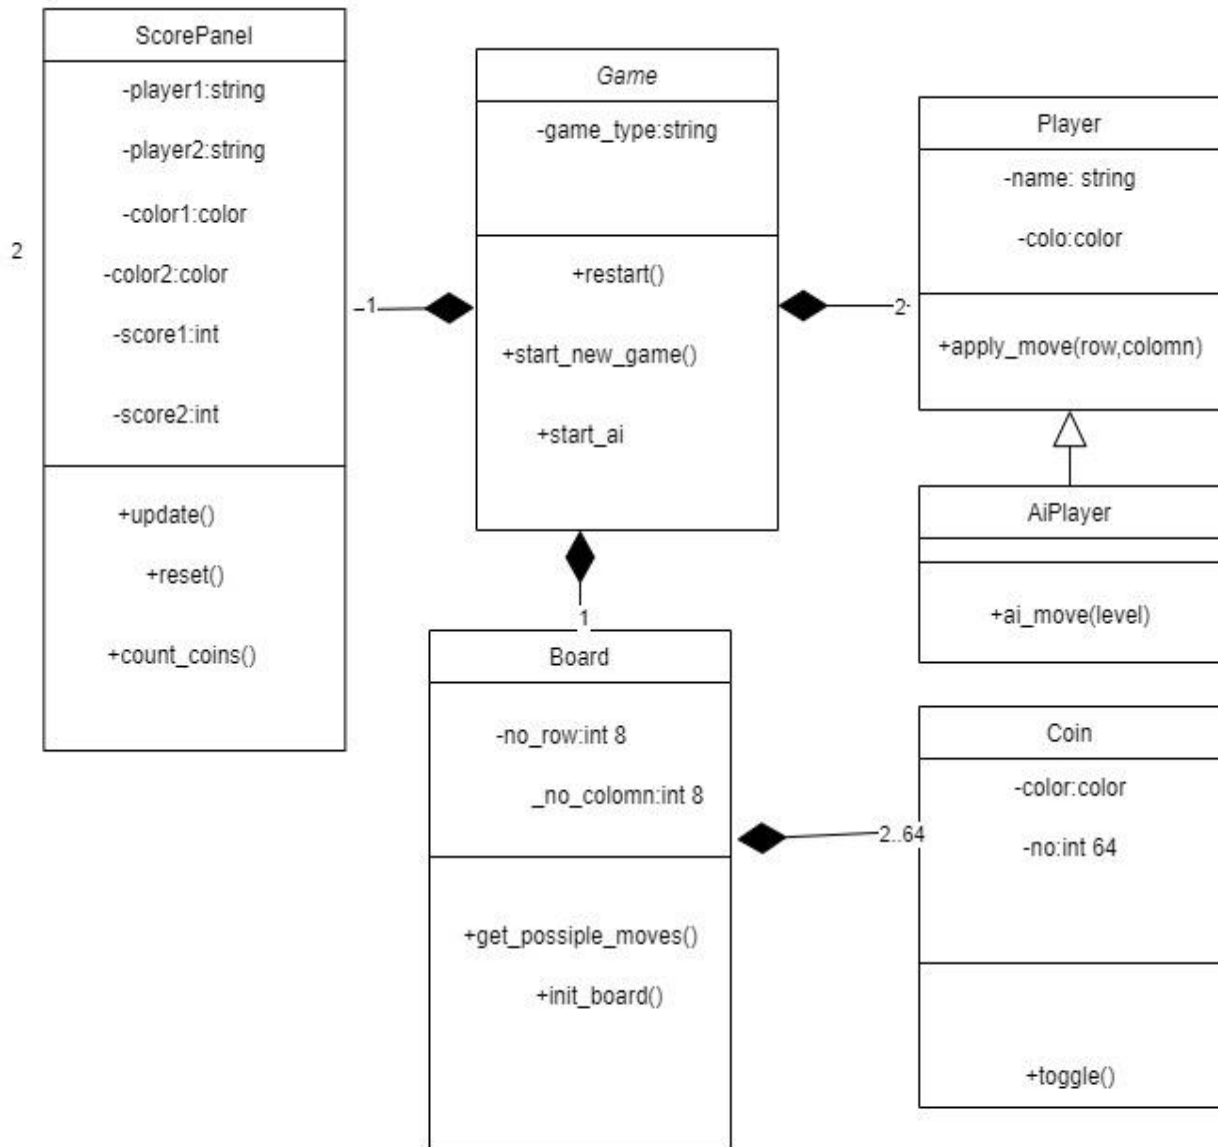 ScorePanel
-player1:string
-player2:string
-color1:color
-color2:color
-score1:int
-score2:int
+update()
+reset()
+count_coins()
2
1
Game
-game_type:string
+restart()
+start_new_game()
+start_ai
2
Player
-name: string
-colo:color
+apply_move(row,colomn)
AiPlayer
+ai_move(level)
1
Board
-no_row:int 8
_no_colomn:int 8
+get_possiple_moves()
+init_board()
2..64
Coin
-color:color
-no:int 64
+toggle()